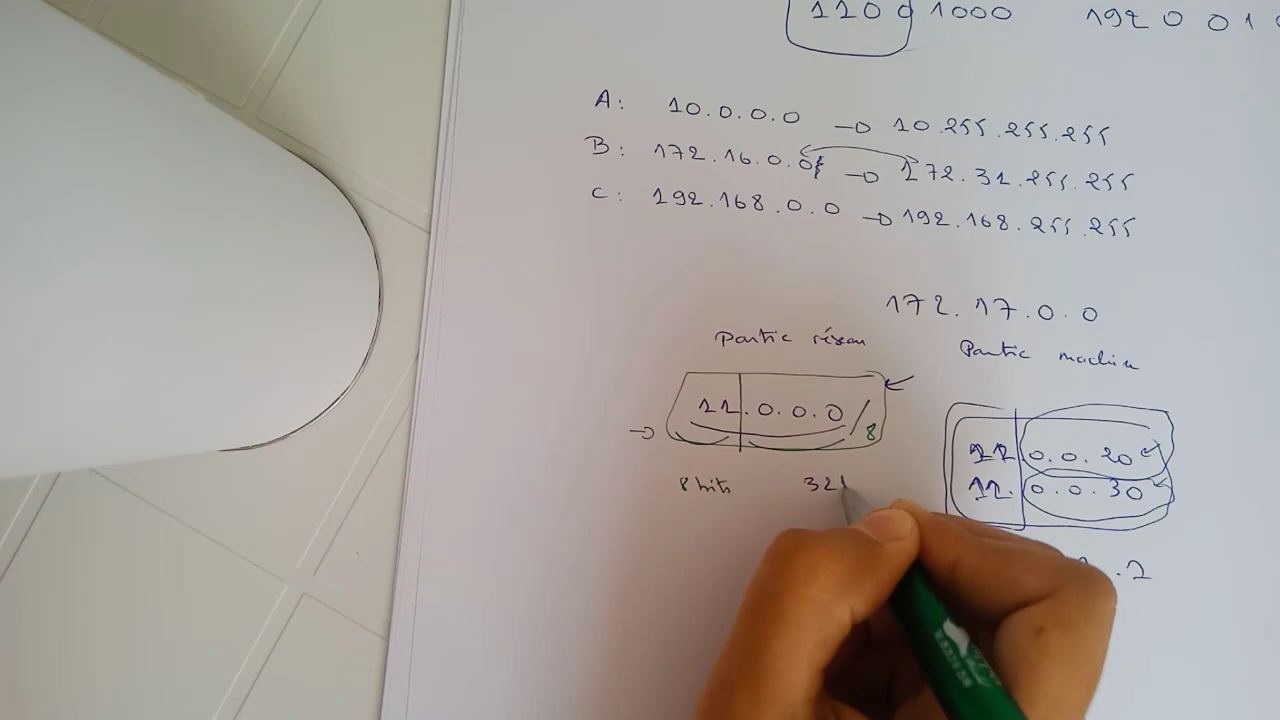 1100 1000 192 0 0 1
A: 10.0.0.0 → 10.255.255.255
B: 172.16.0.0 → 172.31.255.255
C: 192.168.0.0 → 192.168.255.255
172.17.0.0
Partie réseau
Partie machine
11.0.0.0/8
11.0.0.20
11.0.0.30
8 bits 32
.2